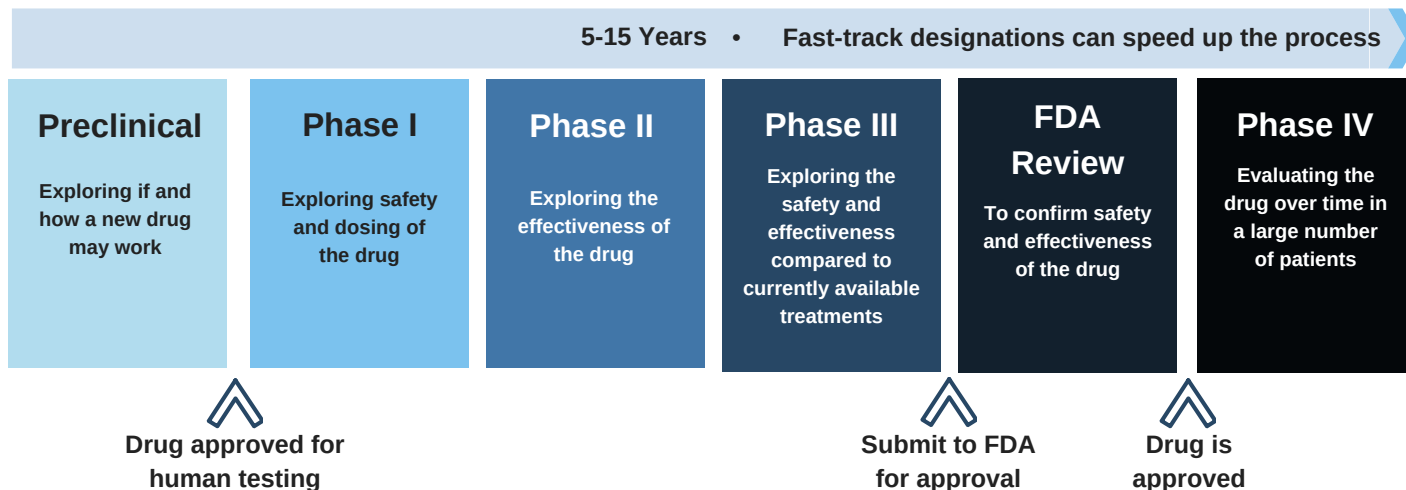 5-15 Years • Fast-track designations can speed up the process
Preclinical
Exploring if and
how a new drug
may work
Phase I
Exploring safety
and dosing of
the drug
Phase II
Exploring the
effectiveness of
the drug
Phase III
Exploring the
safety and
effectiveness
compared to
currently available
treatments
FDA
Review
To confirm safety
and effectiveness
of the drug
Phase IV
Evaluating the
drug over time in
a large number
of patients
Drug approved for
human testing
Submit to FDA
for approval
Drug is
approved